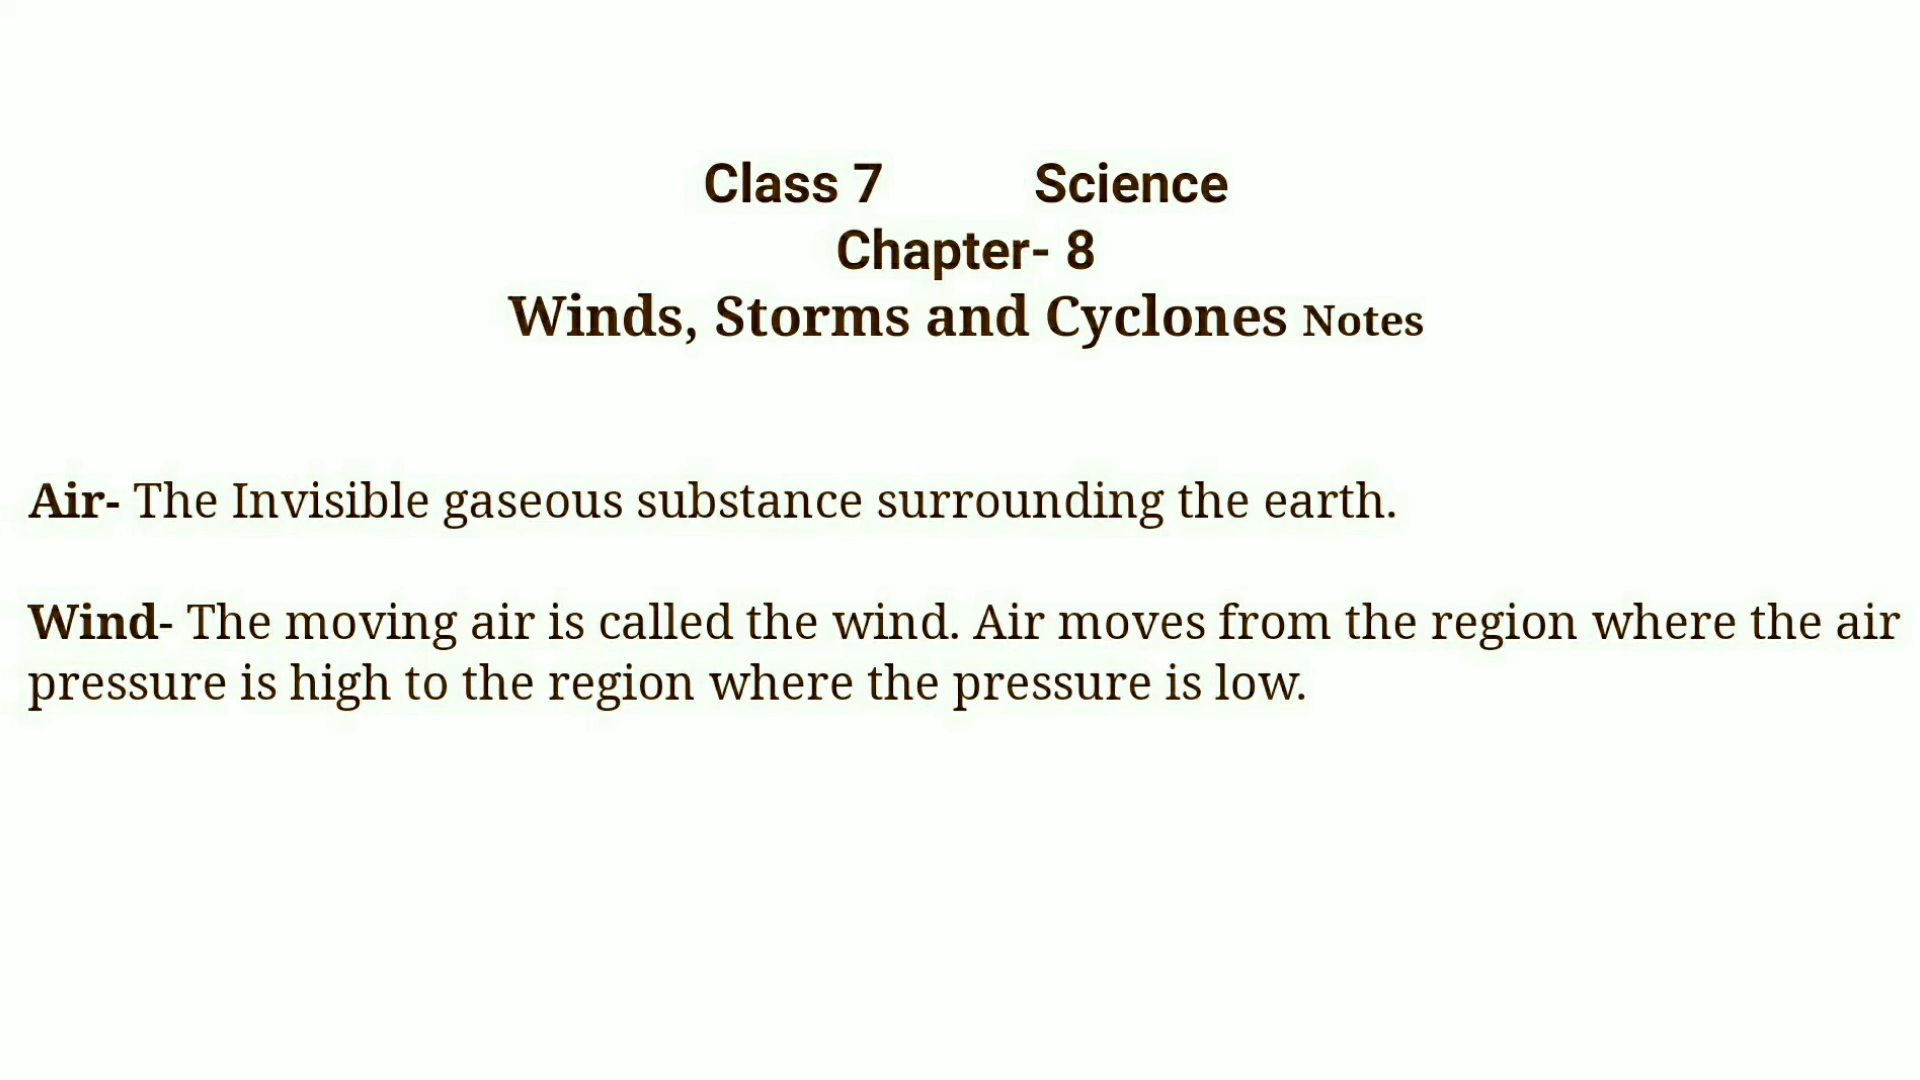 Class 7 Science
Chapter- 8
Winds, Storms and Cyclones Notes
Air- The Invisible gaseous substance surrounding the earth.
Wind- The moving air is called the wind. Air moves from the region where the air
pressure is high to the region where the pressure is low.